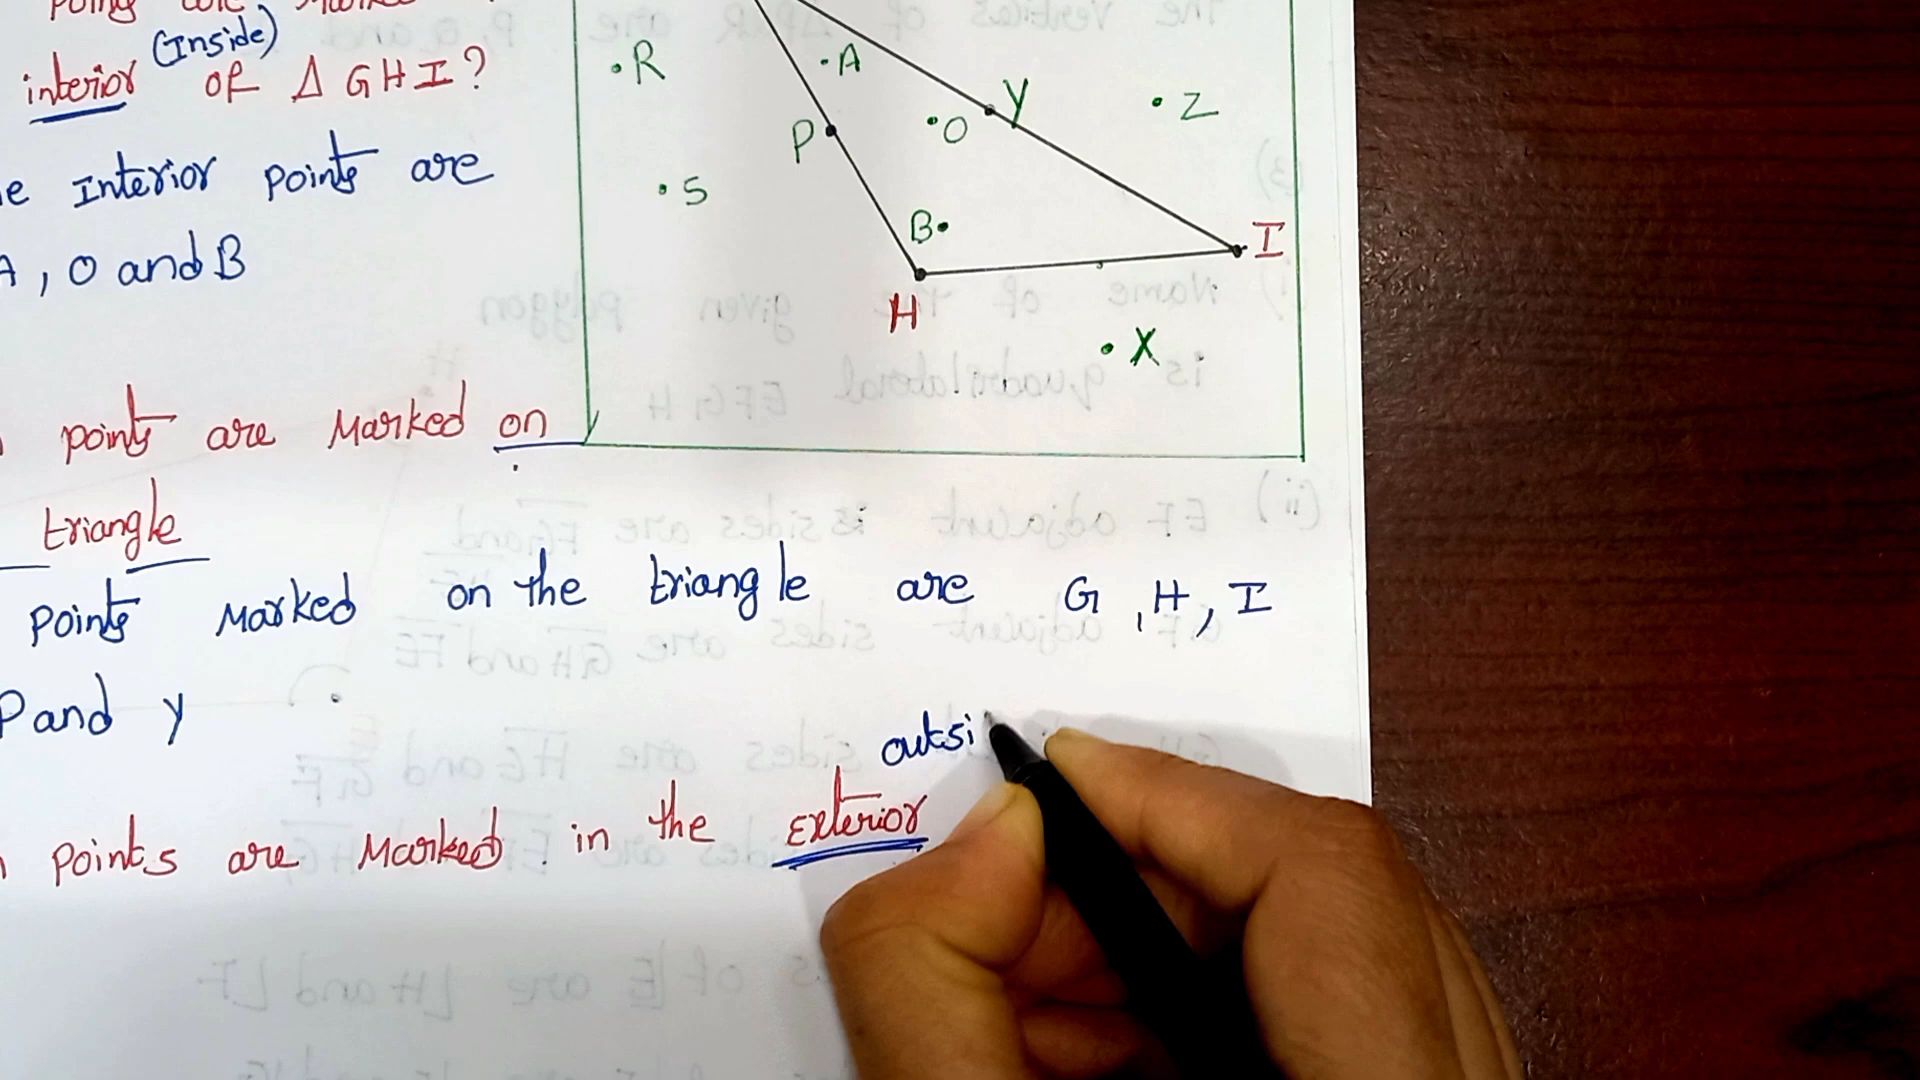 (Inside)
interior of Δ GHI?
Interior points are
A, O and B
points are Marked on
triangle
points Marked on the triangle are G, H, I
P and Y
outsi
points are Marked in the exterior
R
A
Y
Z
P
O
S
B
I
H
X